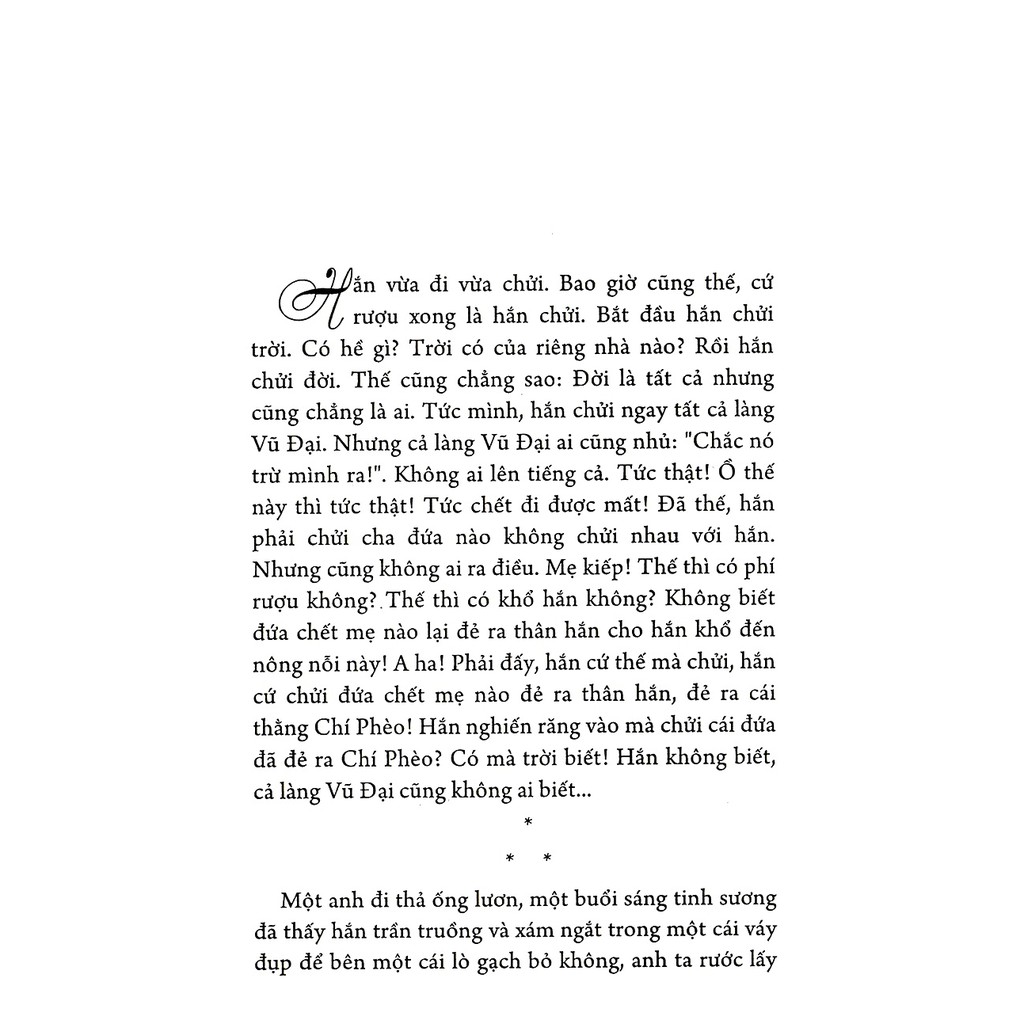 Hắn vừa đi vừa chửi. Bao giờ cũng thế, cứ
rượu xong là hắn chửi. Bắt đầu hắn chửi
trời. Có hề gì? Trời có của riêng nhà nào? Rồi hắn
chửi đời. Thế cũng chẳng sao: Đời là tất cả nhưng
cũng chẳng là ai. Tức mình, hắn chửi ngay tất cả làng
Vũ Đại. Nhưng cả làng Vũ Đại ai cũng nhủ: "Chắc nó
trừ mình ra!". Không ai lên tiếng cả. Tức thật! Ồ thế
này thì tức thật! Tức chết đi được mất! Đã thế, hắn
phải chửi cha đứa nào không chửi nhau với hắn.
Nhưng cũng không ai ra điều. Mẹ kiếp! Thế thì có phí
rượu không? Thế thì có khổ hắn không? Không biết
đứa chết mẹ nào lại đẻ ra thân hắn cho hắn khổ đến
nông nỗi này! A ha! Phải đấy, hắn cứ thế mà chửi, hắn
cứ chửi đứa chết mẹ nào đẻ ra thân hắn, đẻ ra cái
thằng Chí Phèo! Hắn nghiến răng vào mà chửi cái đứa
đã đẻ ra Chí Phèo? Có mà trời biết! Hắn không biết,
cả làng Vũ Đại cũng không ai biết...
*
* *
Một anh đi thả ống lươn, một buổi sáng tinh sương
đã thấy hắn trần truồng và xám ngắt trong một cái váy
đụp để bên một cái lò gạch bỏ không, anh ta rước lấy